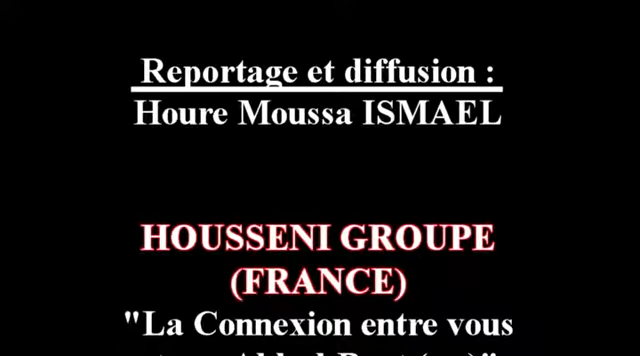 Reportage et diffusion :
Houre Moussa ISMAEL
HOUSSENI GROUPE
(FRANCE)
"La Connexion entre vous